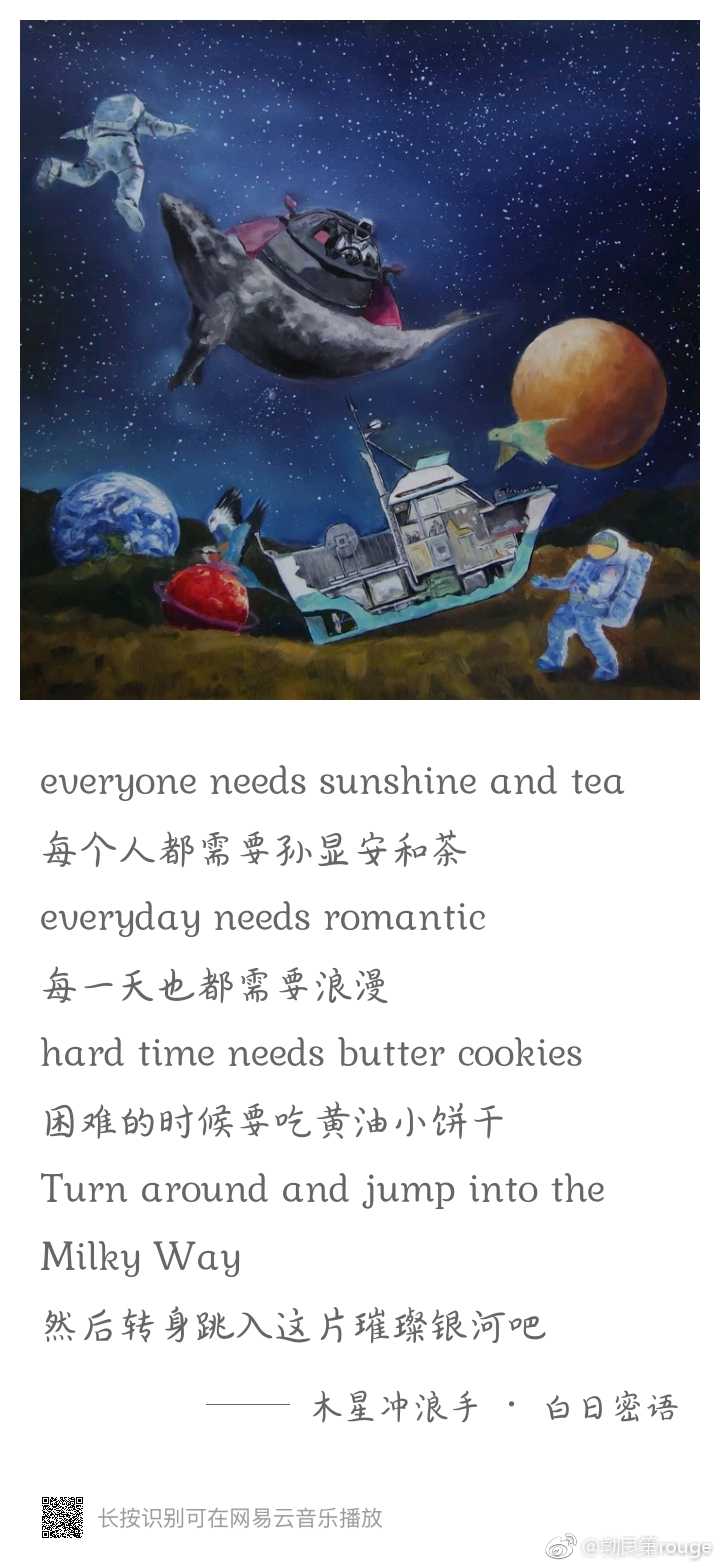 everyone needs sunshine and tea
每个人都需要孙显安和茶
everyday needs romantic
每一天也都需要浪漫
hard time needs butter cookies
困难的时候要吃黄油小饼干
Turn around and jump into the
Milky Way
然后转身跳入这片璀璨银河吧
—— 木星冲浪手 · 白日密语
长按识别可在网易云音乐播放
rouge